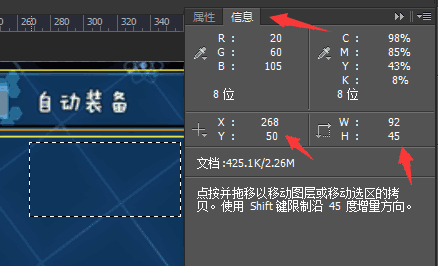 260 280 300 320 340
属性 信息
R : 20 C : 98%
G : 60 M : 85%
B : 105 Y : 43%
K : 8%
8 位 8 位
自动装备
X : 268 W : 92
Y : 50 H : 45
文档:425.1K/2.26M
点按并拖移以移动图层或移动选区的拷
贝。使用 Shift 键限制沿 45 度增量方向。